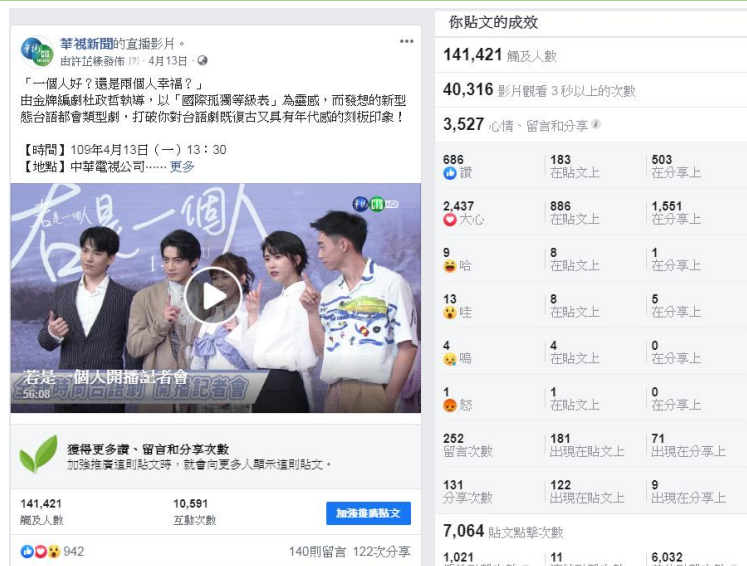 華視新聞的直播影片。
由許芷榛發佈 [?]· 4月13日·
「一個人好?還是兩個人幸福?」
由金牌編劇杜政哲執導,以「國際孤獨等級表」為靈感,而發想的新型
態台語都會類型劇,打破你對台語劇既復古又具有年代感的刻板印象!
【時間】109年4月13日(一)13:30
【地點】中華電視公司…… 更多
若是一個人
華視 CTS HD
若是一個人開播記者會
56:08
獲得更多讚、留言和分享次數
加強推廣這則貼文時,就會向更多人顯示這則貼文。
141,421
觸及人數
10,591
互動次數
加強推廣貼文
942
140則留言 122次分享
你貼文的成效
141,421 觸及人數
40,316 影片觀看 3 秒以上的次數
3,527 心情、留言和分享
686 讚
183 在貼文上
503 在分享上
2,437 大心
886 在貼文上
1,551 在分享上
9 哈
8 在貼文上
1 在分享上
13 哇
8 在貼文上
5 在分享上
4 嗚
4 在貼文上
0 在分享上
1 怒
1 在貼文上
0 在分享上
252 留言次數
181 出現在貼文上
71 出現在分享上
131 分享次數
122 出現在貼文上
9 出現在分享上
7,064 貼文點擊次數
1,021
11
6,032